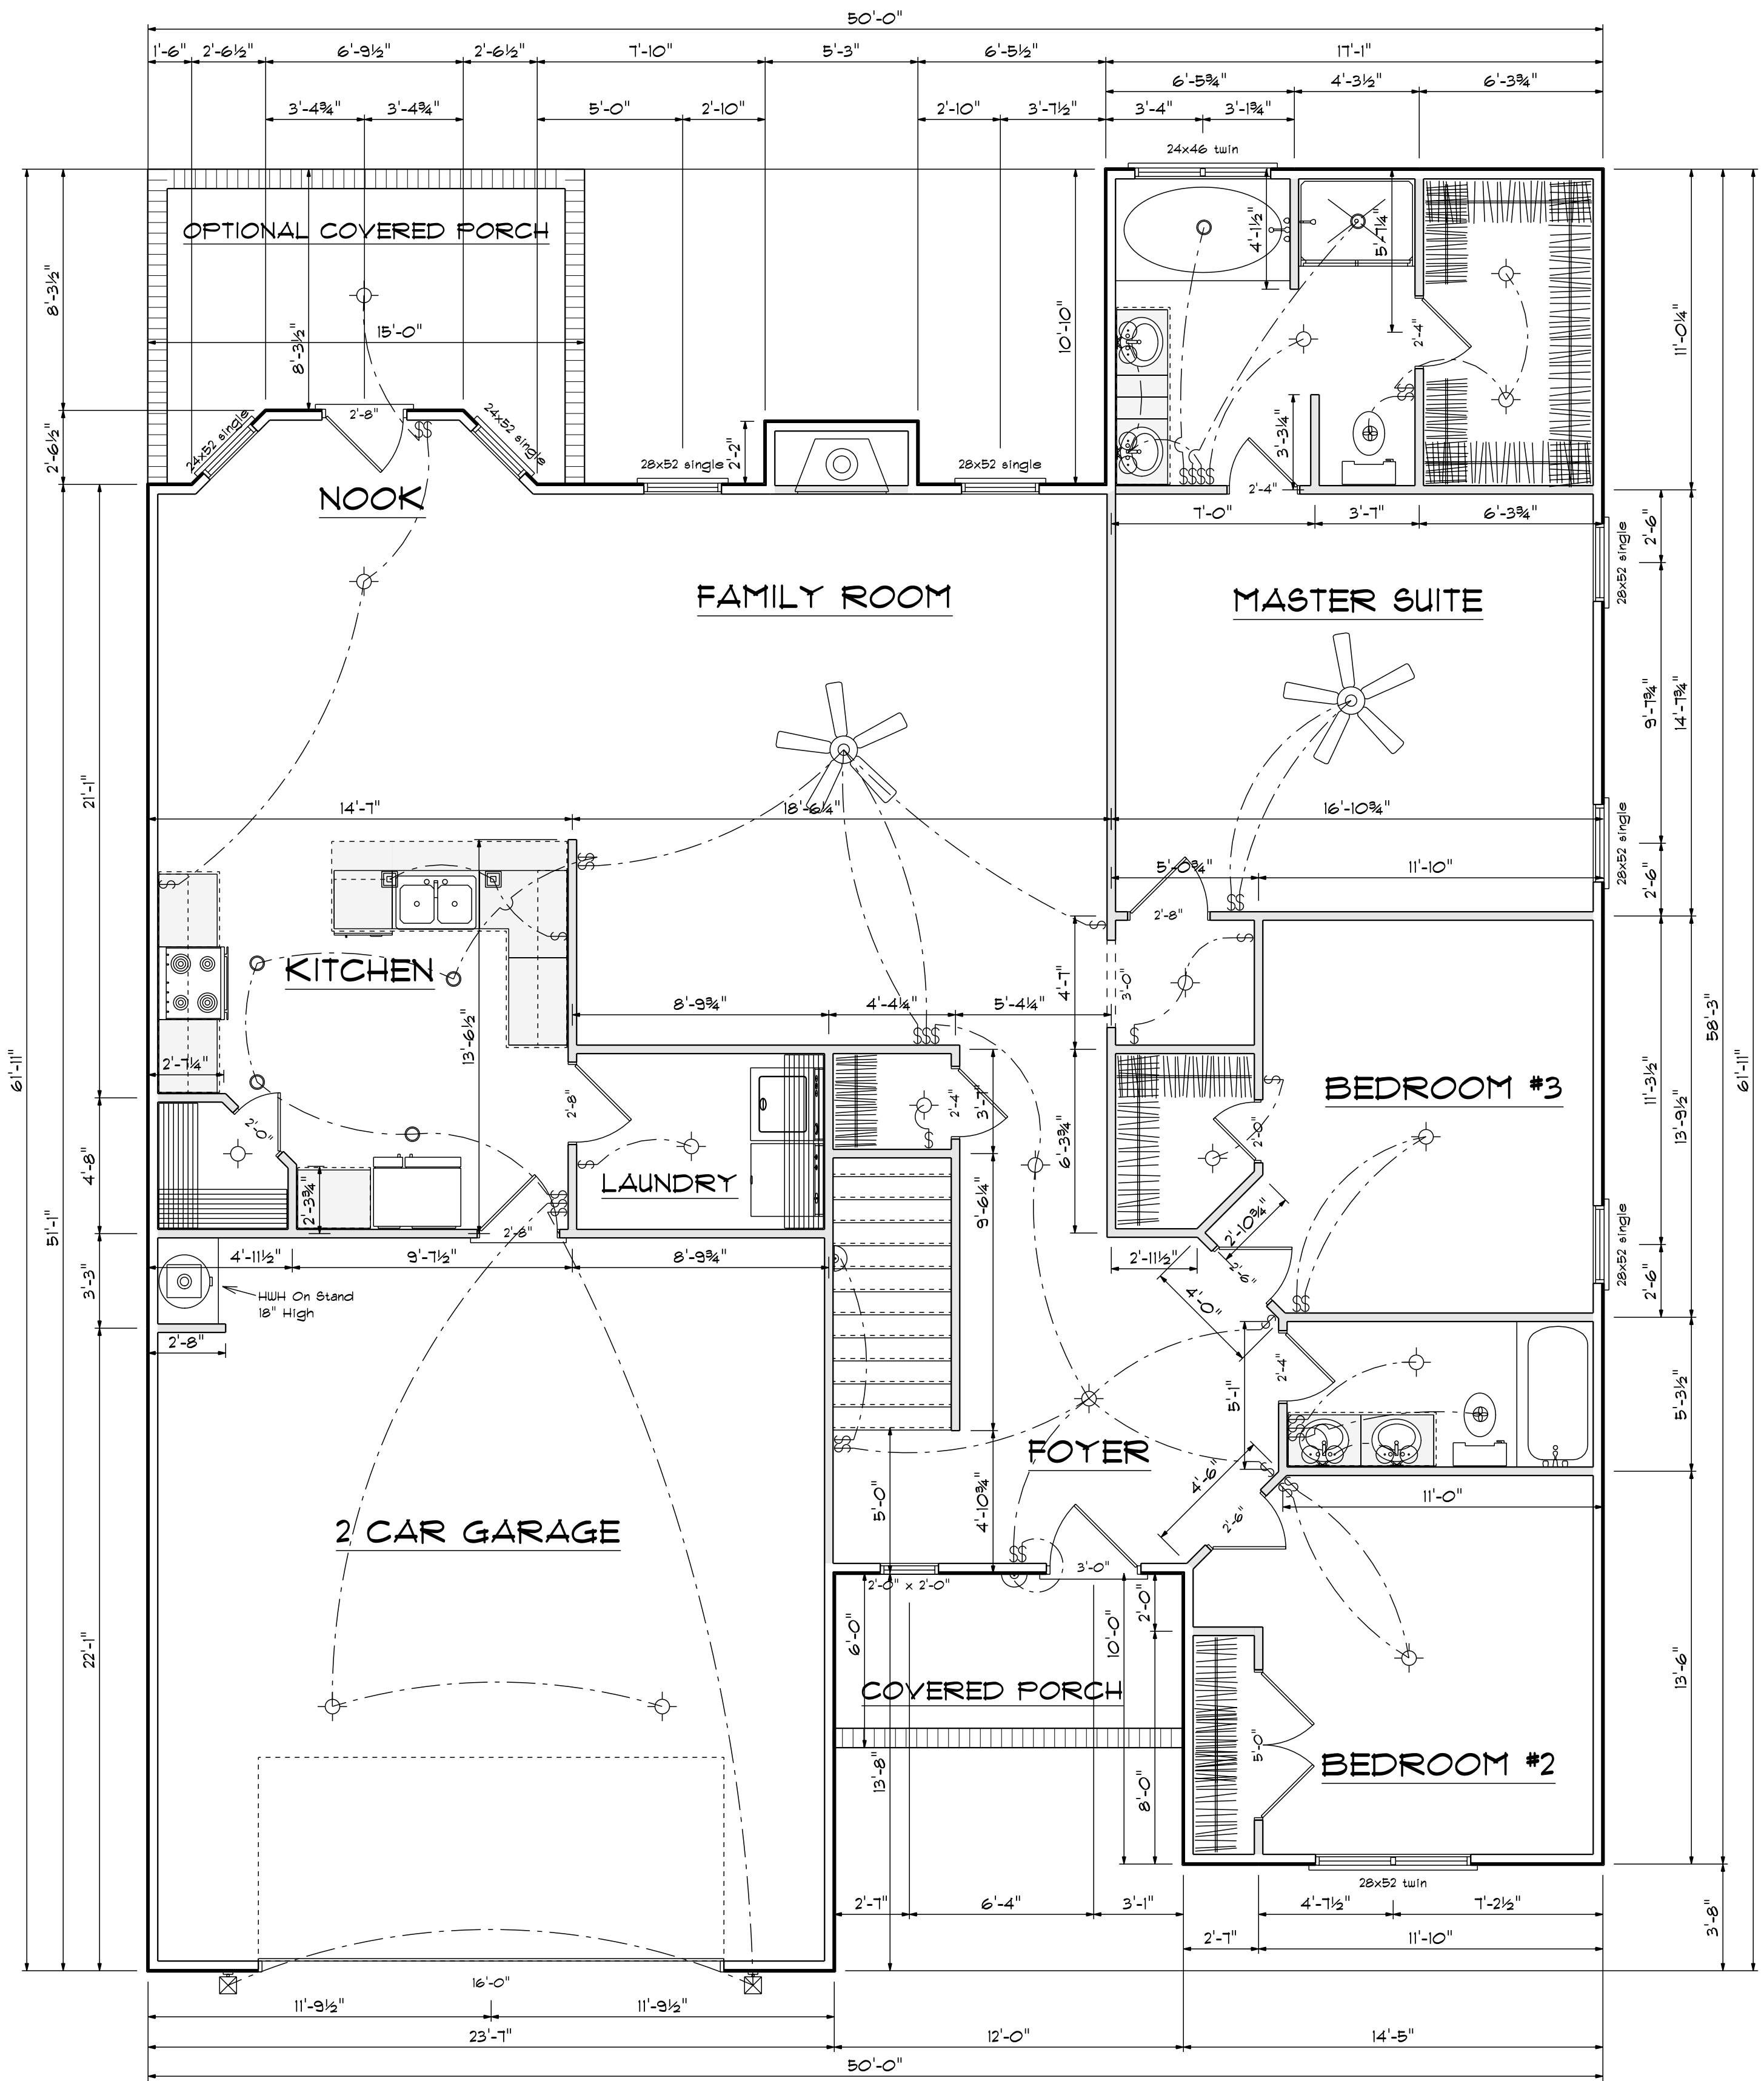 50'-0"
1'-6" 2'-6½" 6'-9½" 2'-6½" 7'-10" 5'-3" 6'-5½" 17'-1"
6'-5¾" 4'-3½" 6'-3¾"
3'-4¾" 3'-4¾" 5'-0" 2'-10" 2'-10" 3'-7½" 3'-4" 3'-1¾"
24x46 twin
OPTIONAL COVERED PORCH
4'-1½" 5'-7¼"
8'-3½" 8'-3½" 15'-0" 10'-10" 2'-4" 11'-0¼"
2'-8"
24x52 single 24x52 single
2'-6½" 28x52 single 2'-2" 28x52 single 3'-3¼"
NOOK
2'-4"
7'-0" 3'-7" 6'-3¾" 2'-6"
28x52 single
FAMILY ROOM MASTER SUITE
9'-7¾" 14'-7¾"
21'-1" 14'-7" 18'-6¼" 16'-10¾"
28x52 single
5'-0¾" 11'-10" 2'-6"
2'-8"
KITCHEN
8'-9¾" 4'-4¼" 5'-4¼" 4'-7" 3'-0"
61'-11" 13'-6½" 58'-3" 61'-11"
2'-7¼"
BEDROOM #3
2'-0" 2'-8" 2'-4" 3'-7" 6'-3¾" 2'-0" 11'-3½" 13'-9½"
4'-8" 2'-3¾"
LAUNDRY
9'-6¼" 2'-10¾"
51'-1" 2'-8"
4'-11½" 9'-7½" 8'-9¾" 2'-11½" 2'-6"
28x52 single
3'-3" HWH On Stand
18" High
4'-0" 2'-6"
2'-8"
2'-4"
5'-1" 5'-3½"
FOYER
4'-6"
5'-0" 4'-10¾" 2'-6" 11'-0"
2 CAR GARAGE
3'-0"
2'-0" x 2'-0"
22'-1" 6'-0" 10'-0" 2'-0"
13'-6"
COVERED PORCH
5'-0"
BEDROOM #2
13'-8" 8'-0"
28x52 twin
2'-7" 6'-4" 3'-1" 4'-7½" 7'-2½"
3'-8"
2'-7" 11'-10"
16'-0"
11'-9½" 11'-9½"
23'-7" 12'-0" 14'-5"
50'-0"